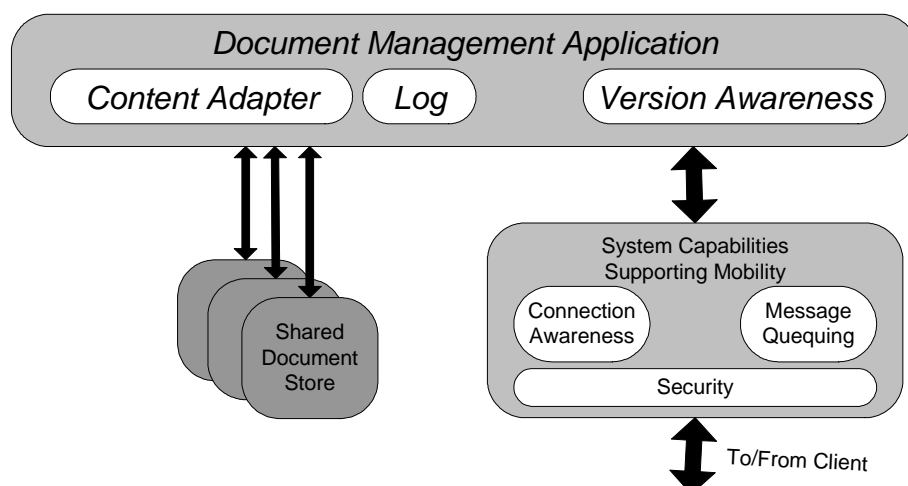 Document Management Application
Content Adapter
Log
Version Awareness
System Capabilities
Supporting Mobility
Connection
Awareness
Message
Quequing
Shared
Document
Store
Security
To/From Client